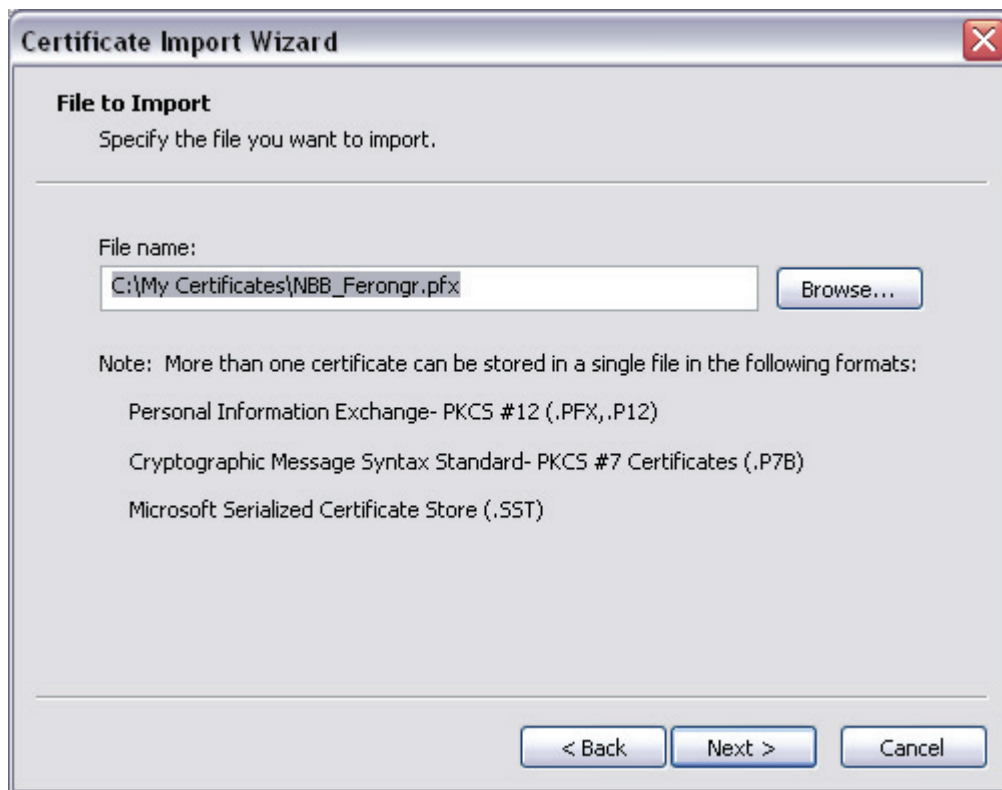 Certificate Import Wizard
File to Import
Specify the file you want to import.
File name:
C:\My Certificates\NBB_Ferongr.pfx
Browse...
Note:  More than one certificate can be stored in a single file in the following formats:
Personal Information Exchange- PKCS #12 (.PFX,.P12)
Cryptographic Message Syntax Standard- PKCS #7 Certificates (.P7B)
Microsoft Serialized Certificate Store (.SST)
< Back
Next >
Cancel